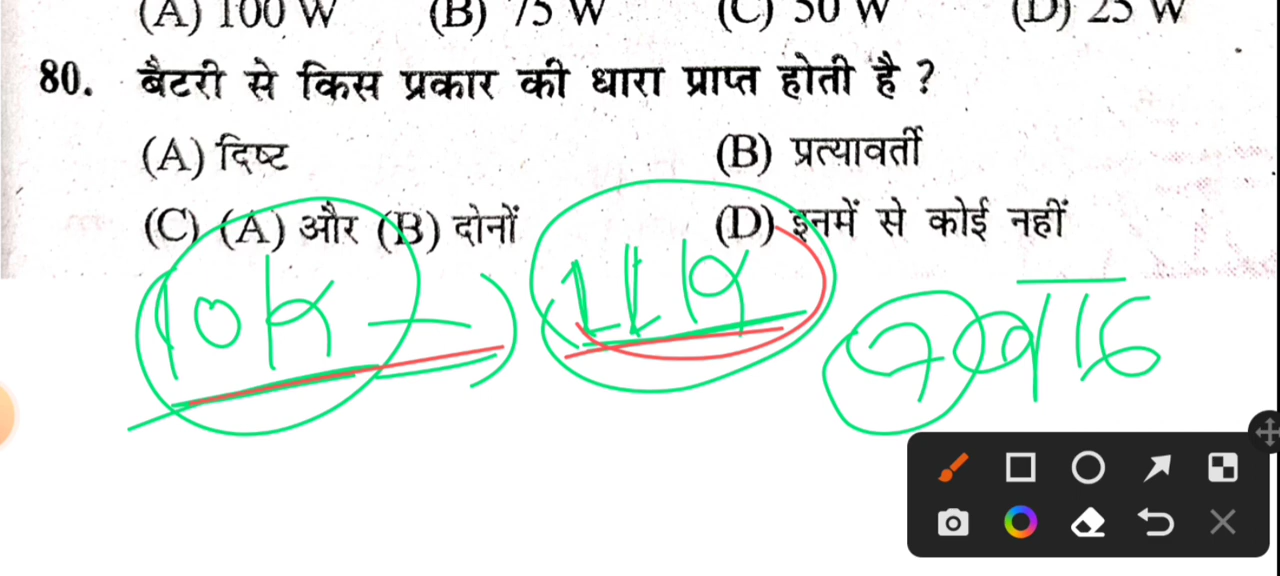 (A) 100 W (B) 75 W (C) 50 W (D) 25 W
80. बैटरी से किस प्रकार की धारा प्राप्त होती है ?
(A) दिष्ट (B) प्रत्यावर्ती
(C) (A) और (B) दोनों (D) इनमें से कोई नहीं
10K – 11K